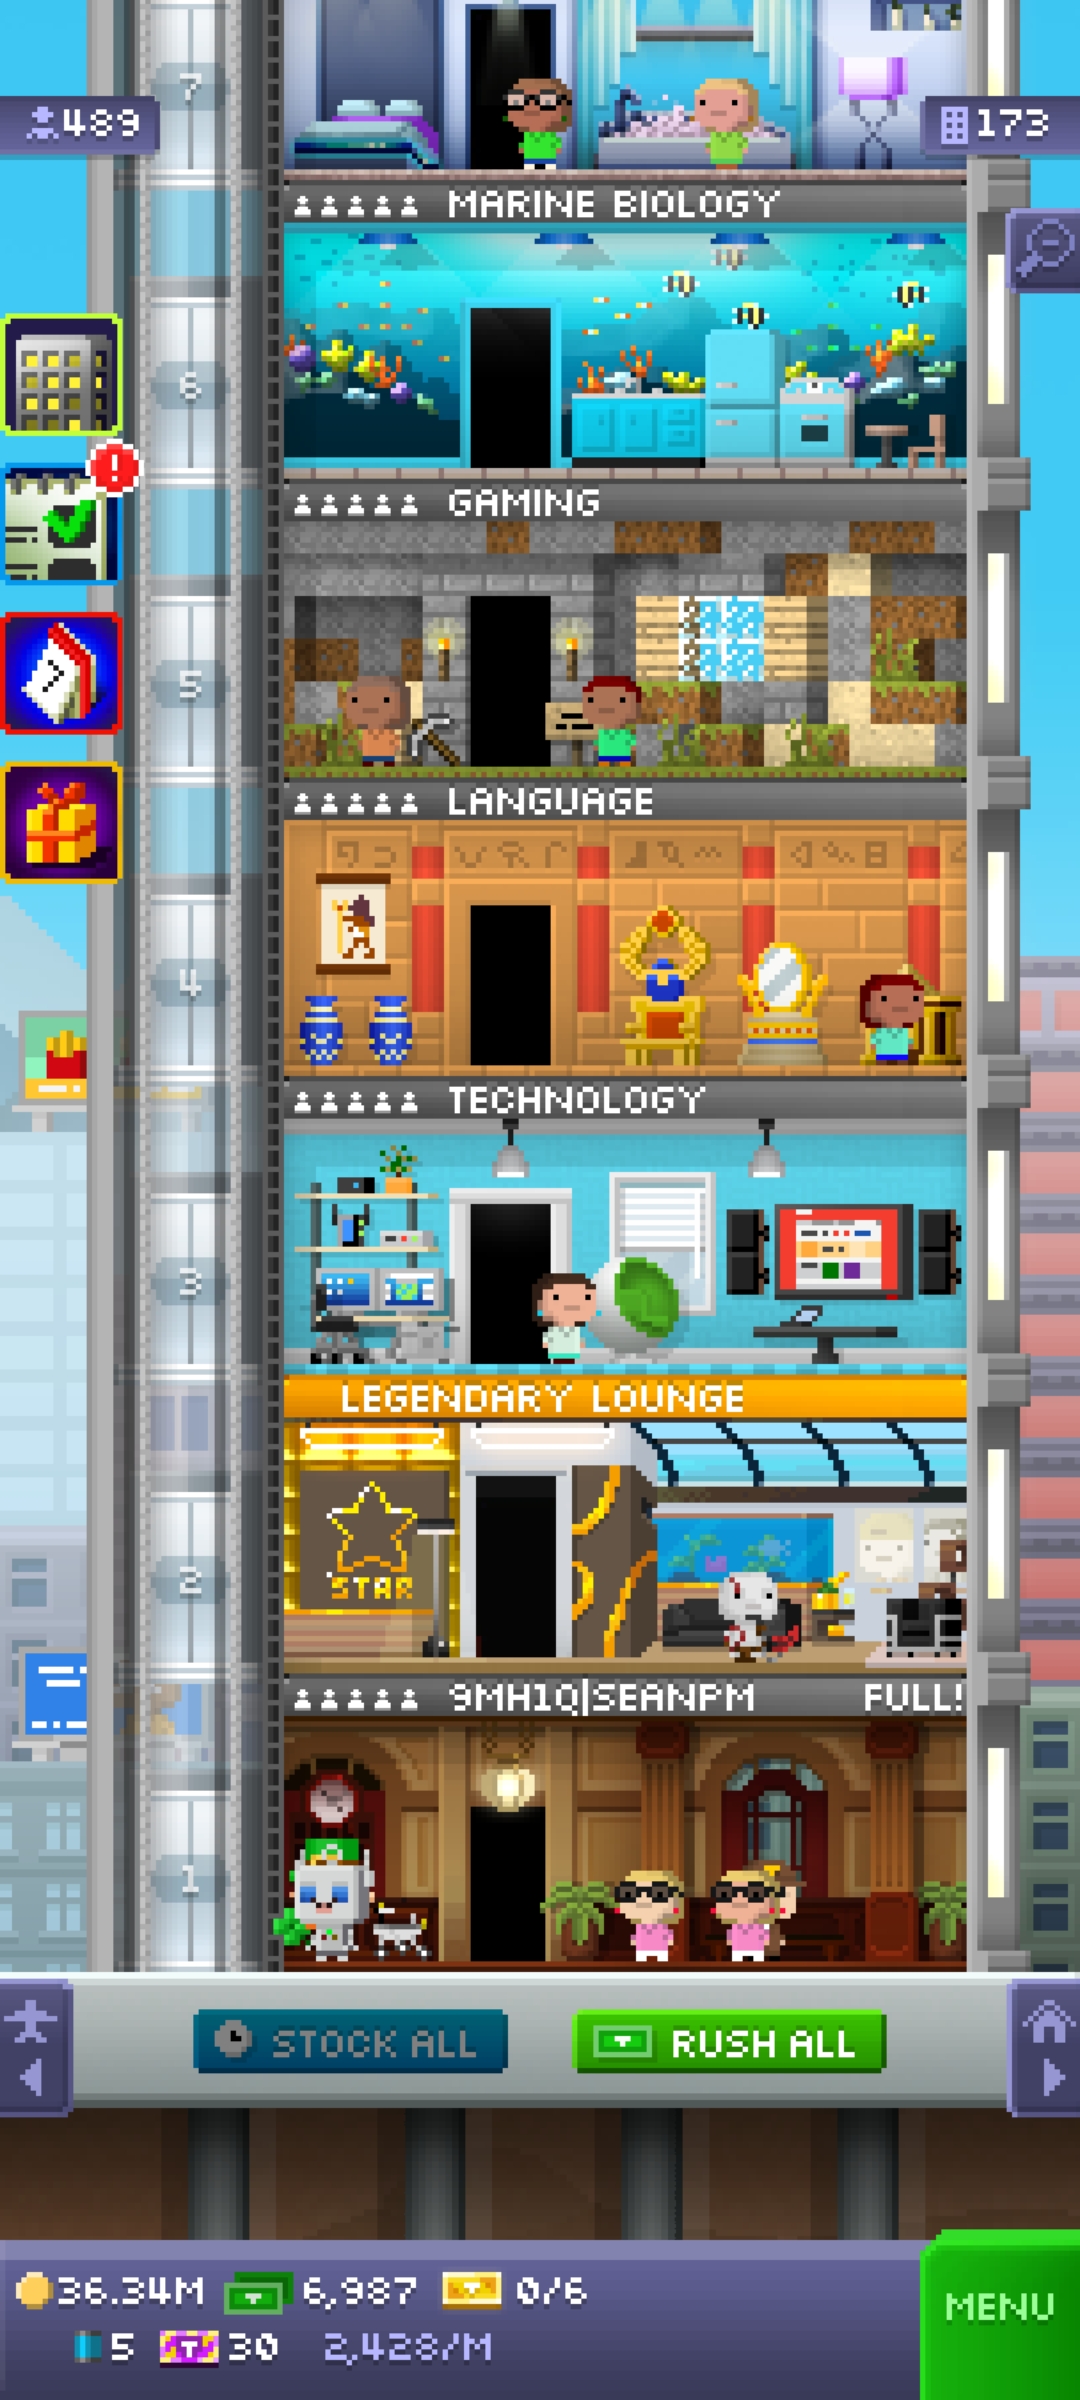 7
489
173
MARINE BIOLOGY
6
GAMING
5
LANGUAGE
4
TECHNOLOGY
3
LEGENDARY LOUNGE
STAR
2
9MH1Q|SEANPM FULL!
1
STOCK ALL
RUSH ALL
36.34M 6,987 0/6
5 30 2,428/M
MENU